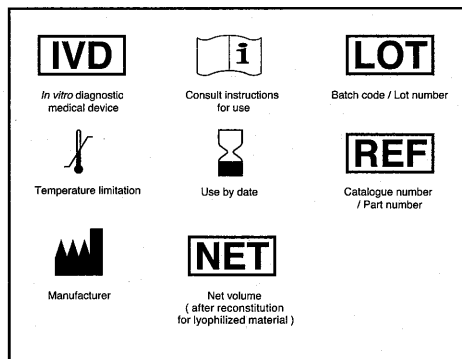 IVD
In vitro diagnostic
medical device
i
Consult instructions
for use
LOT
Batch code / Lot number
Temperature limitation
Use by date
REF
Catalogue number
/ Part number
Manufacturer
NET
Net volume
( after reconstitution
for lyophilized material )